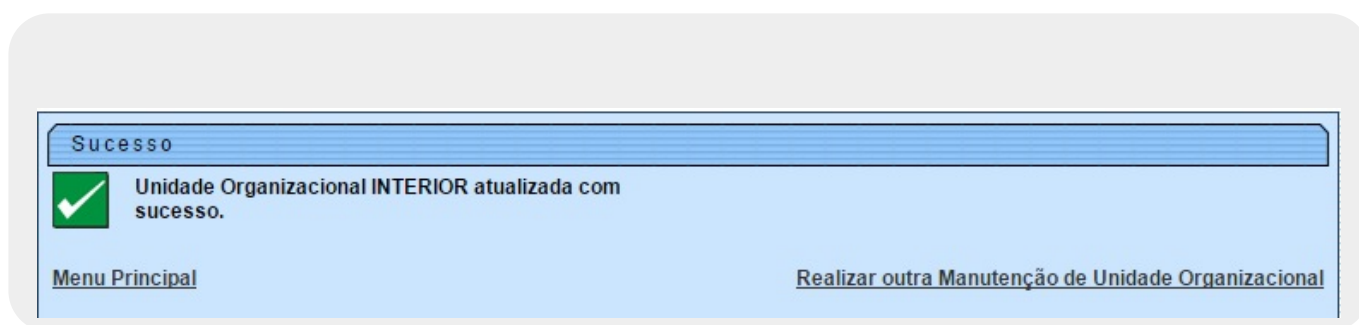 Sucesso
Unidade Organizacional INTERIOR atualizada com
sucesso.
Menu Principal
Realizar outra Manutenção de Unidade Organizacional